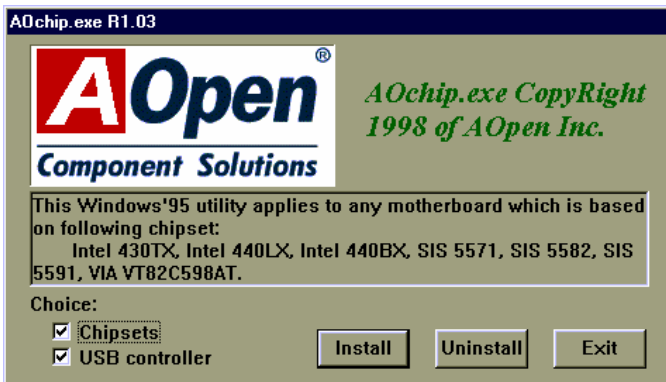 AOchip.exe R1.03
AOpen®
Component Solutions
AOchip.exe CopyRight
1998 of AOpen Inc.
This Windows'95 utility applies to any motherboard which is based
on following chipset:
Intel 430TX, Intel 440LX, Intel 440BX, SIS 5571, SIS 5582, SIS
5591, VIA VT82C598AT.
Choice:
Chipsets
USB controller
Install
Uninstall
Exit